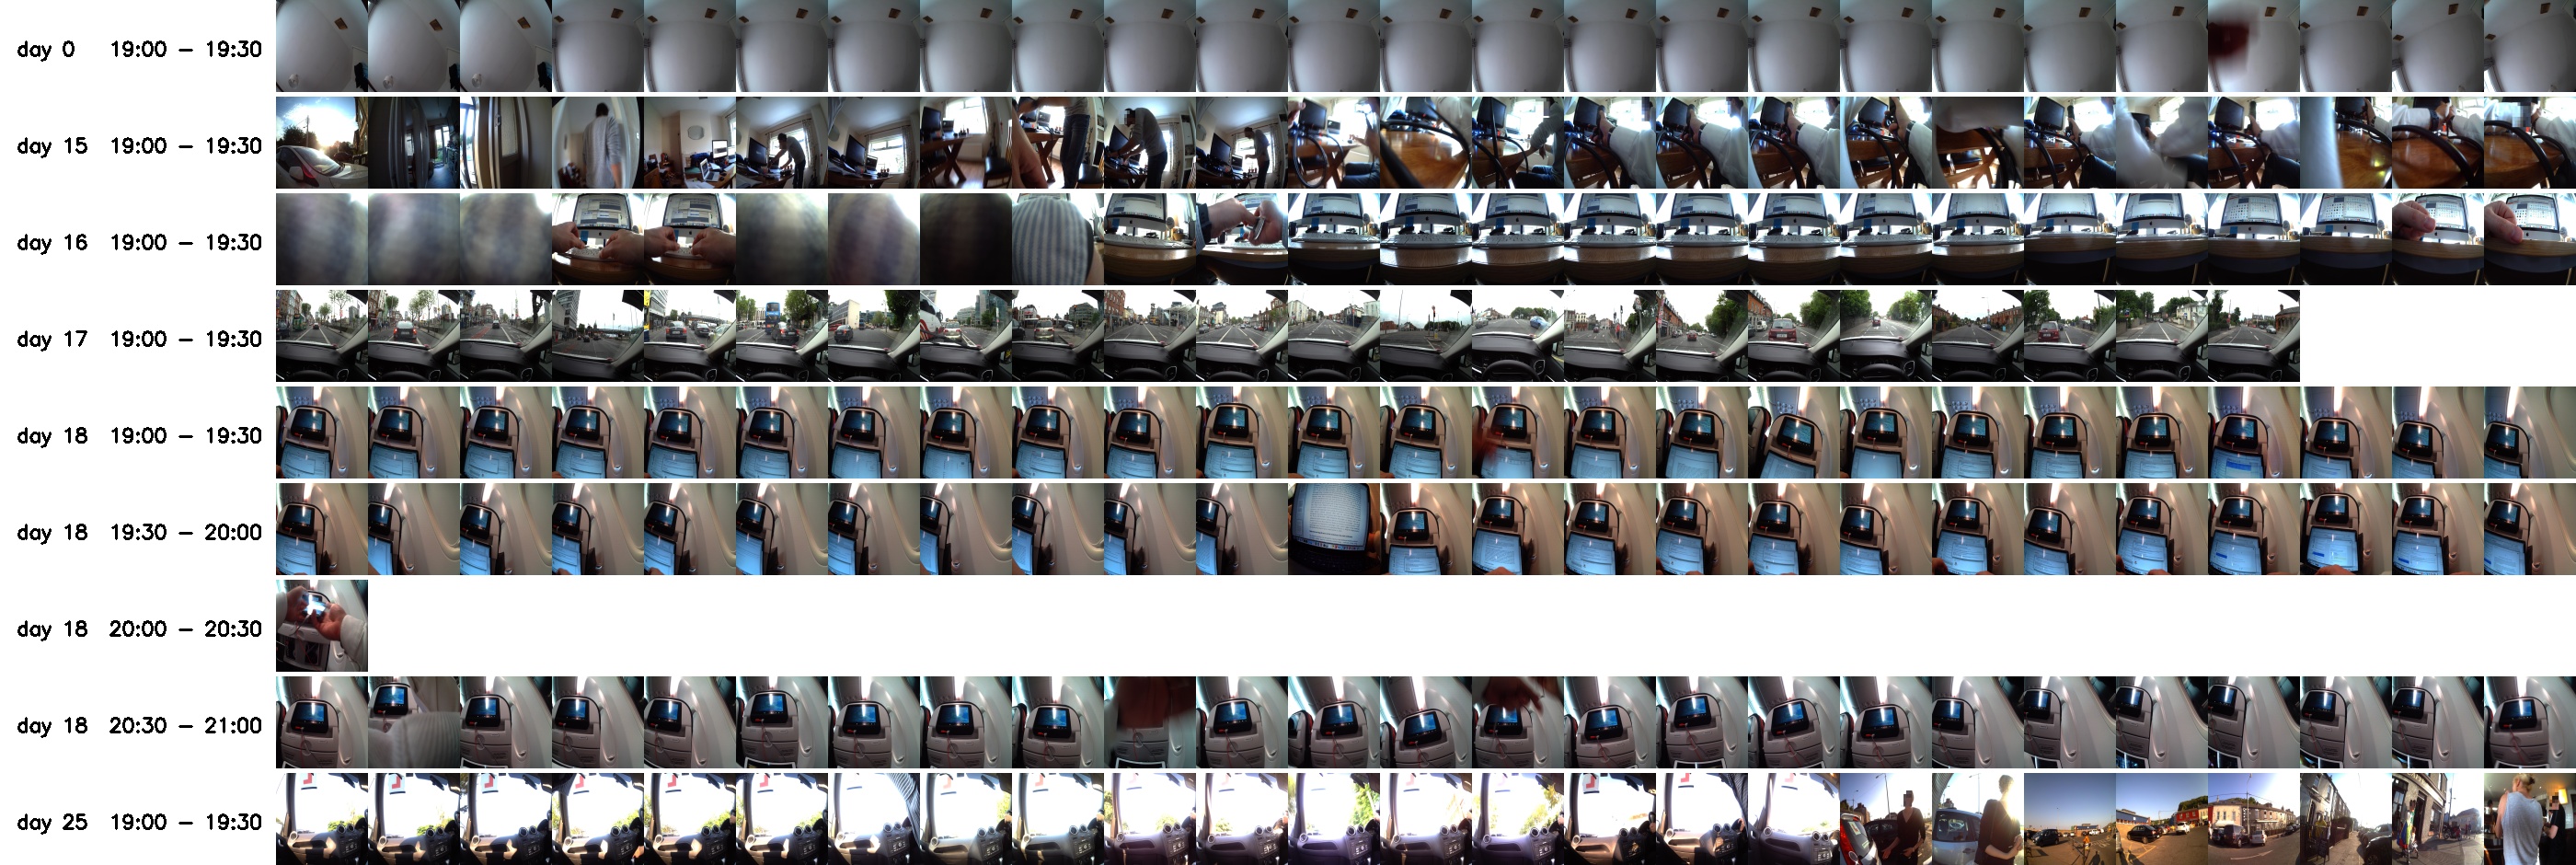 day 0 19:00 - 19:30
day 15 19:00 - 19:30
day 16 19:00 - 19:30
day 17 19:00 - 19:30
day 18 19:00 - 19:30
day 18 19:30 - 20:00
day 18 20:00 - 20:30
day 18 20:30 - 21:00
day 25 19:00 - 19:30